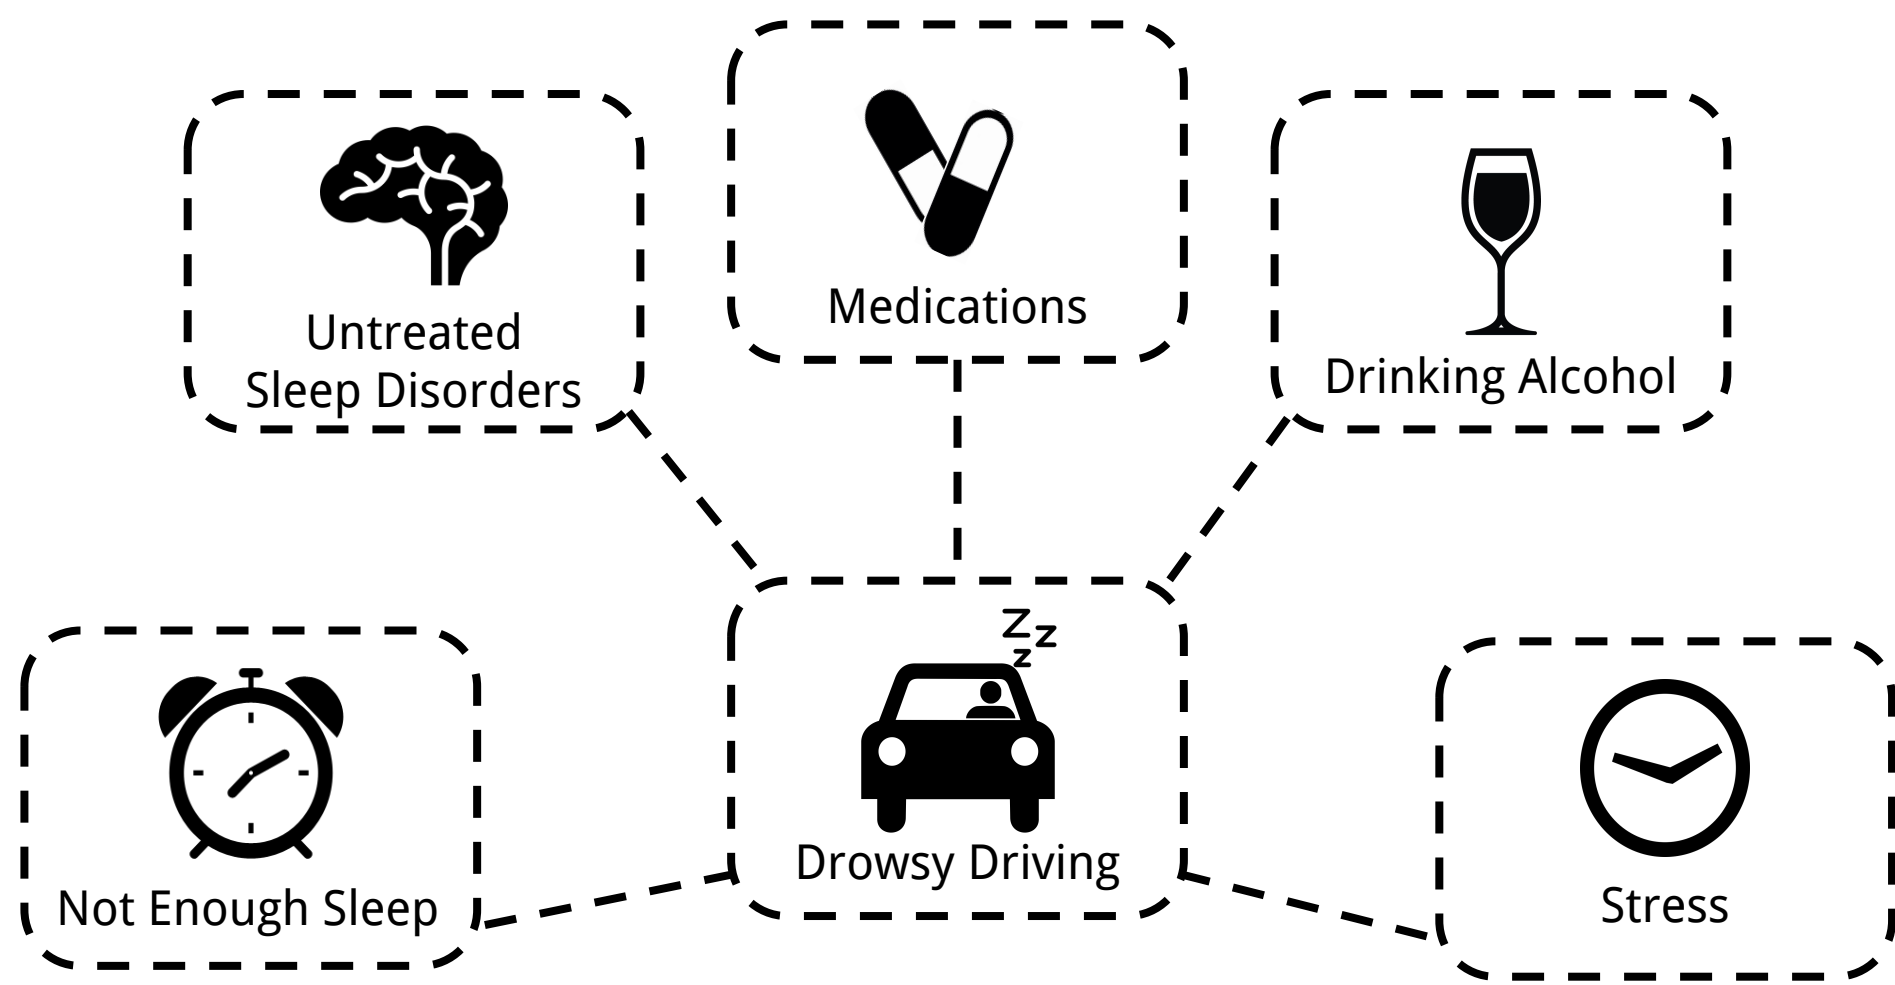 Medications
Untreated
Sleep Disorders
Drinking Alcohol
Z
Z
Z
Drowsy Driving
Not Enough Sleep
Stress